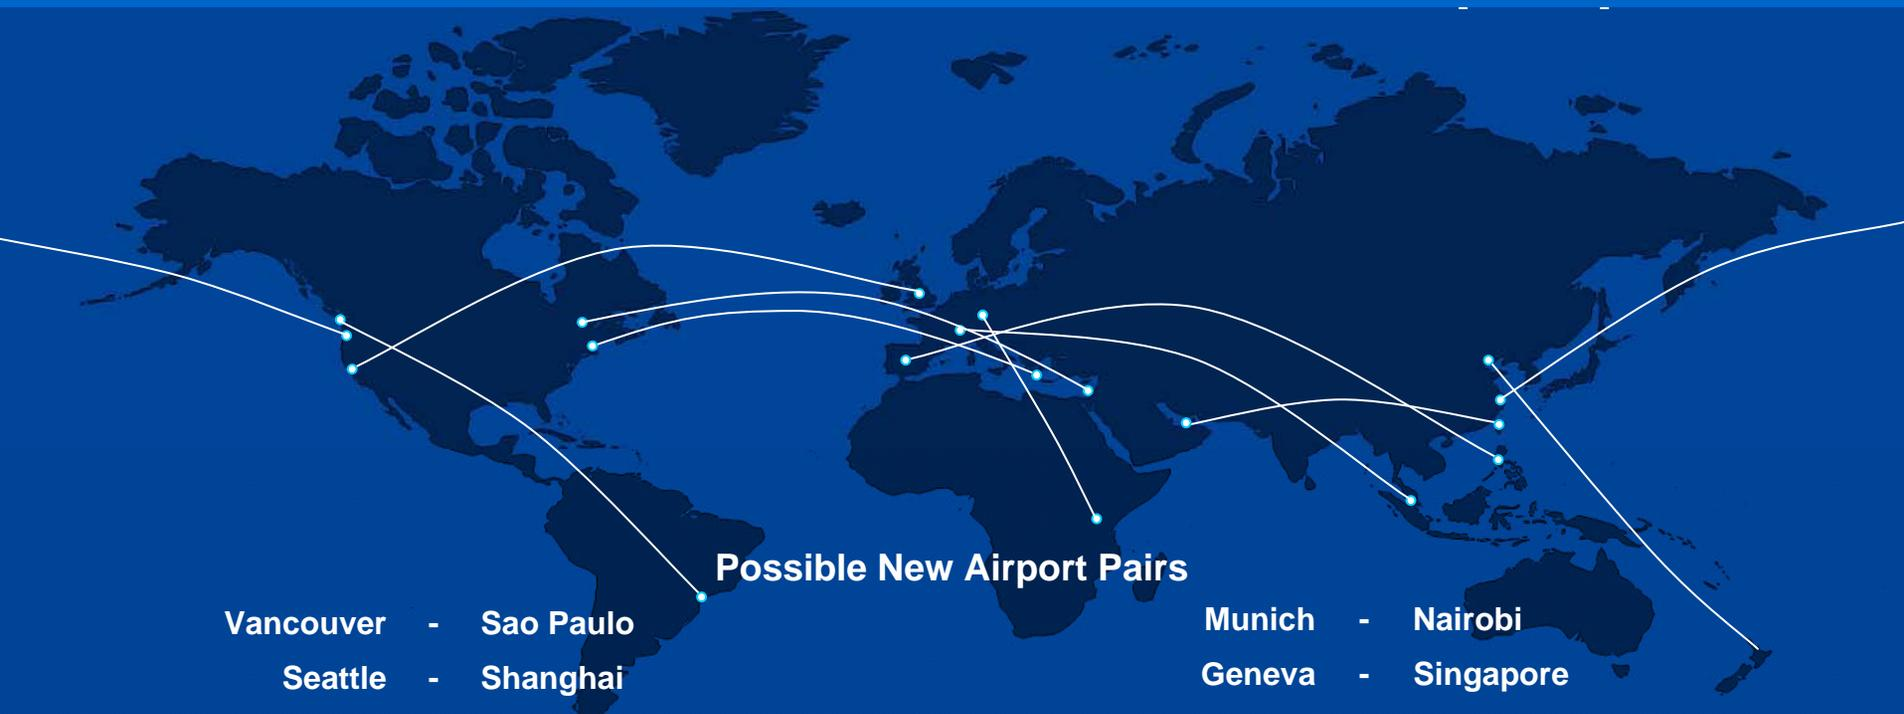 Possible New Airport Pairs
Vancouver - Sao Paulo
Seattle - Shanghai
Munich - Nairobi
Geneva - Singapore